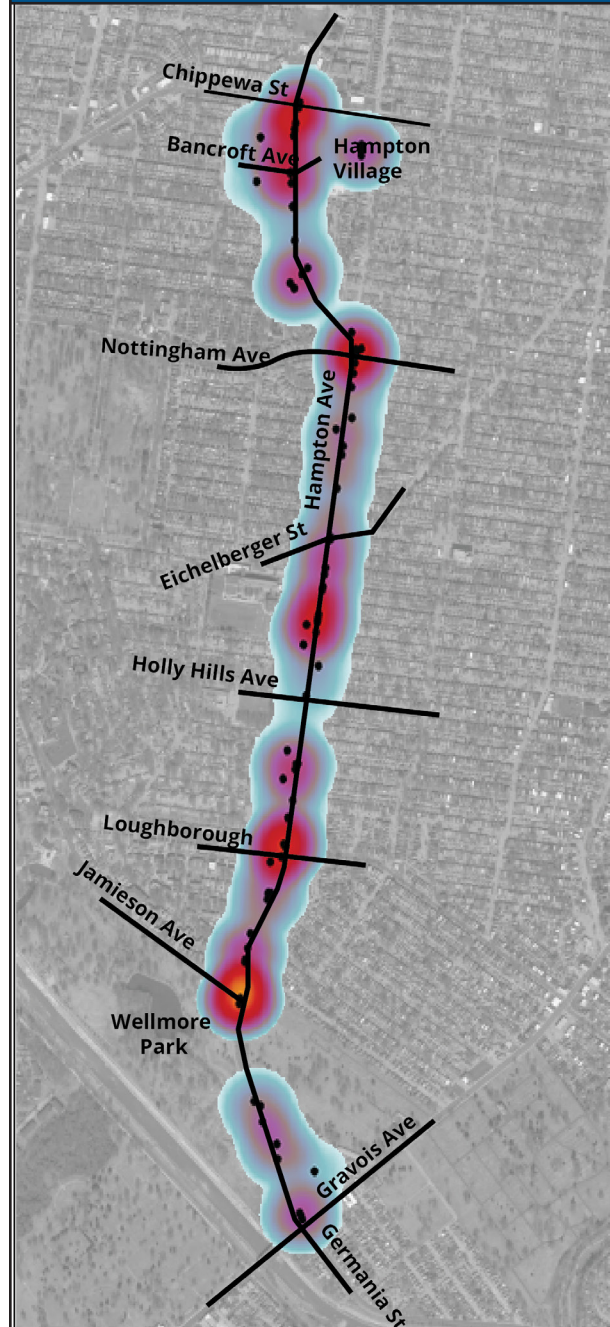 Chippewa St
Bancroft Ave
Hampton
Village
Nottingham Ave
Hampton Ave
Eichelberger St
Holly Hills Ave
Loughborough
Jamieson Ave
Wellmore
Park
Gravois Ave
Germania St